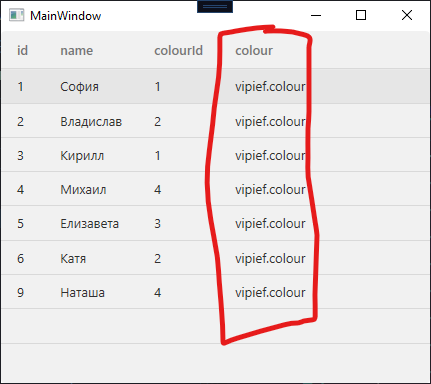 MainWindow
id name colourId colour
1 София 1 vipief.colour
2 Владислав 2 vipief.colour
3 Кирилл 1 vipief.colour
4 Михаил 4 vipief.colour
5 Елизавета 3 vipief.colour
6 Катя 2 vipief.colour
9 Наташа 4 vipief.colour